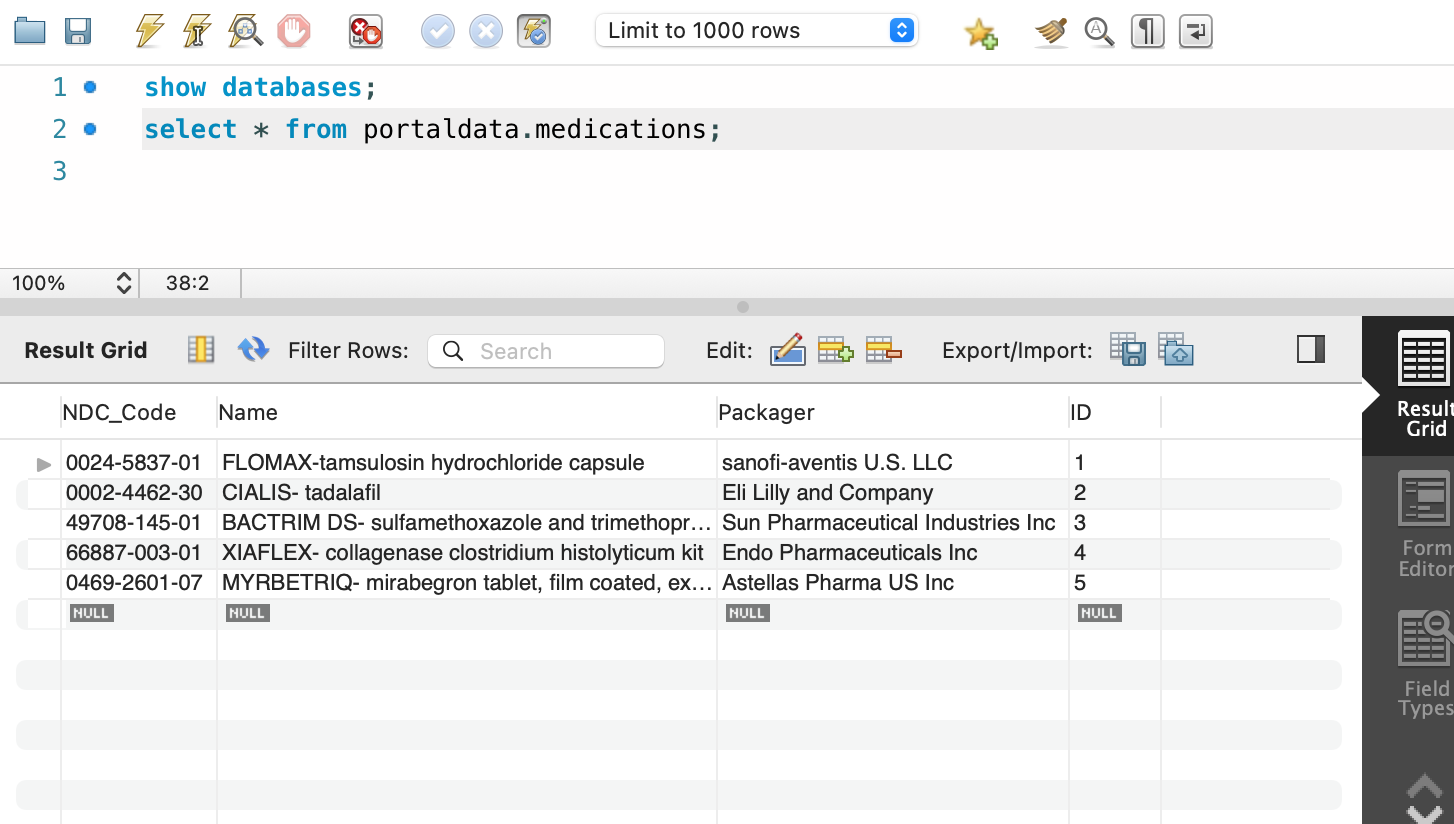 Limit to 1000 rows
1 show databases;
2 select * from portaldata.medications;
3
100% 38:2
Result Grid Filter Rows: Search Edit: Export/Import:
NDC_Code Name Packager ID
0024-5837-01 FLOMAX-tamsulosin hydrochloride capsule sanofi-aventis U.S. LLC 1
0002-4462-30 CIALIS- tadalafil Eli Lilly and Company 2
49708-145-01 BACTRIM DS- sulfamethoxazole and trimethopr... Sun Pharmaceutical Industries Inc 3
66887-003-01 XIAFLEX- collagenase clostridium histolyticum kit Endo Pharmaceuticals Inc 4
0469-2601-07 MYRBETRIQ- mirabegron tablet, film coated, ex... Astellas Pharma US Inc 5
NULL NULL NULL NULL
Result
Grid
Form
Editor
Field
Types